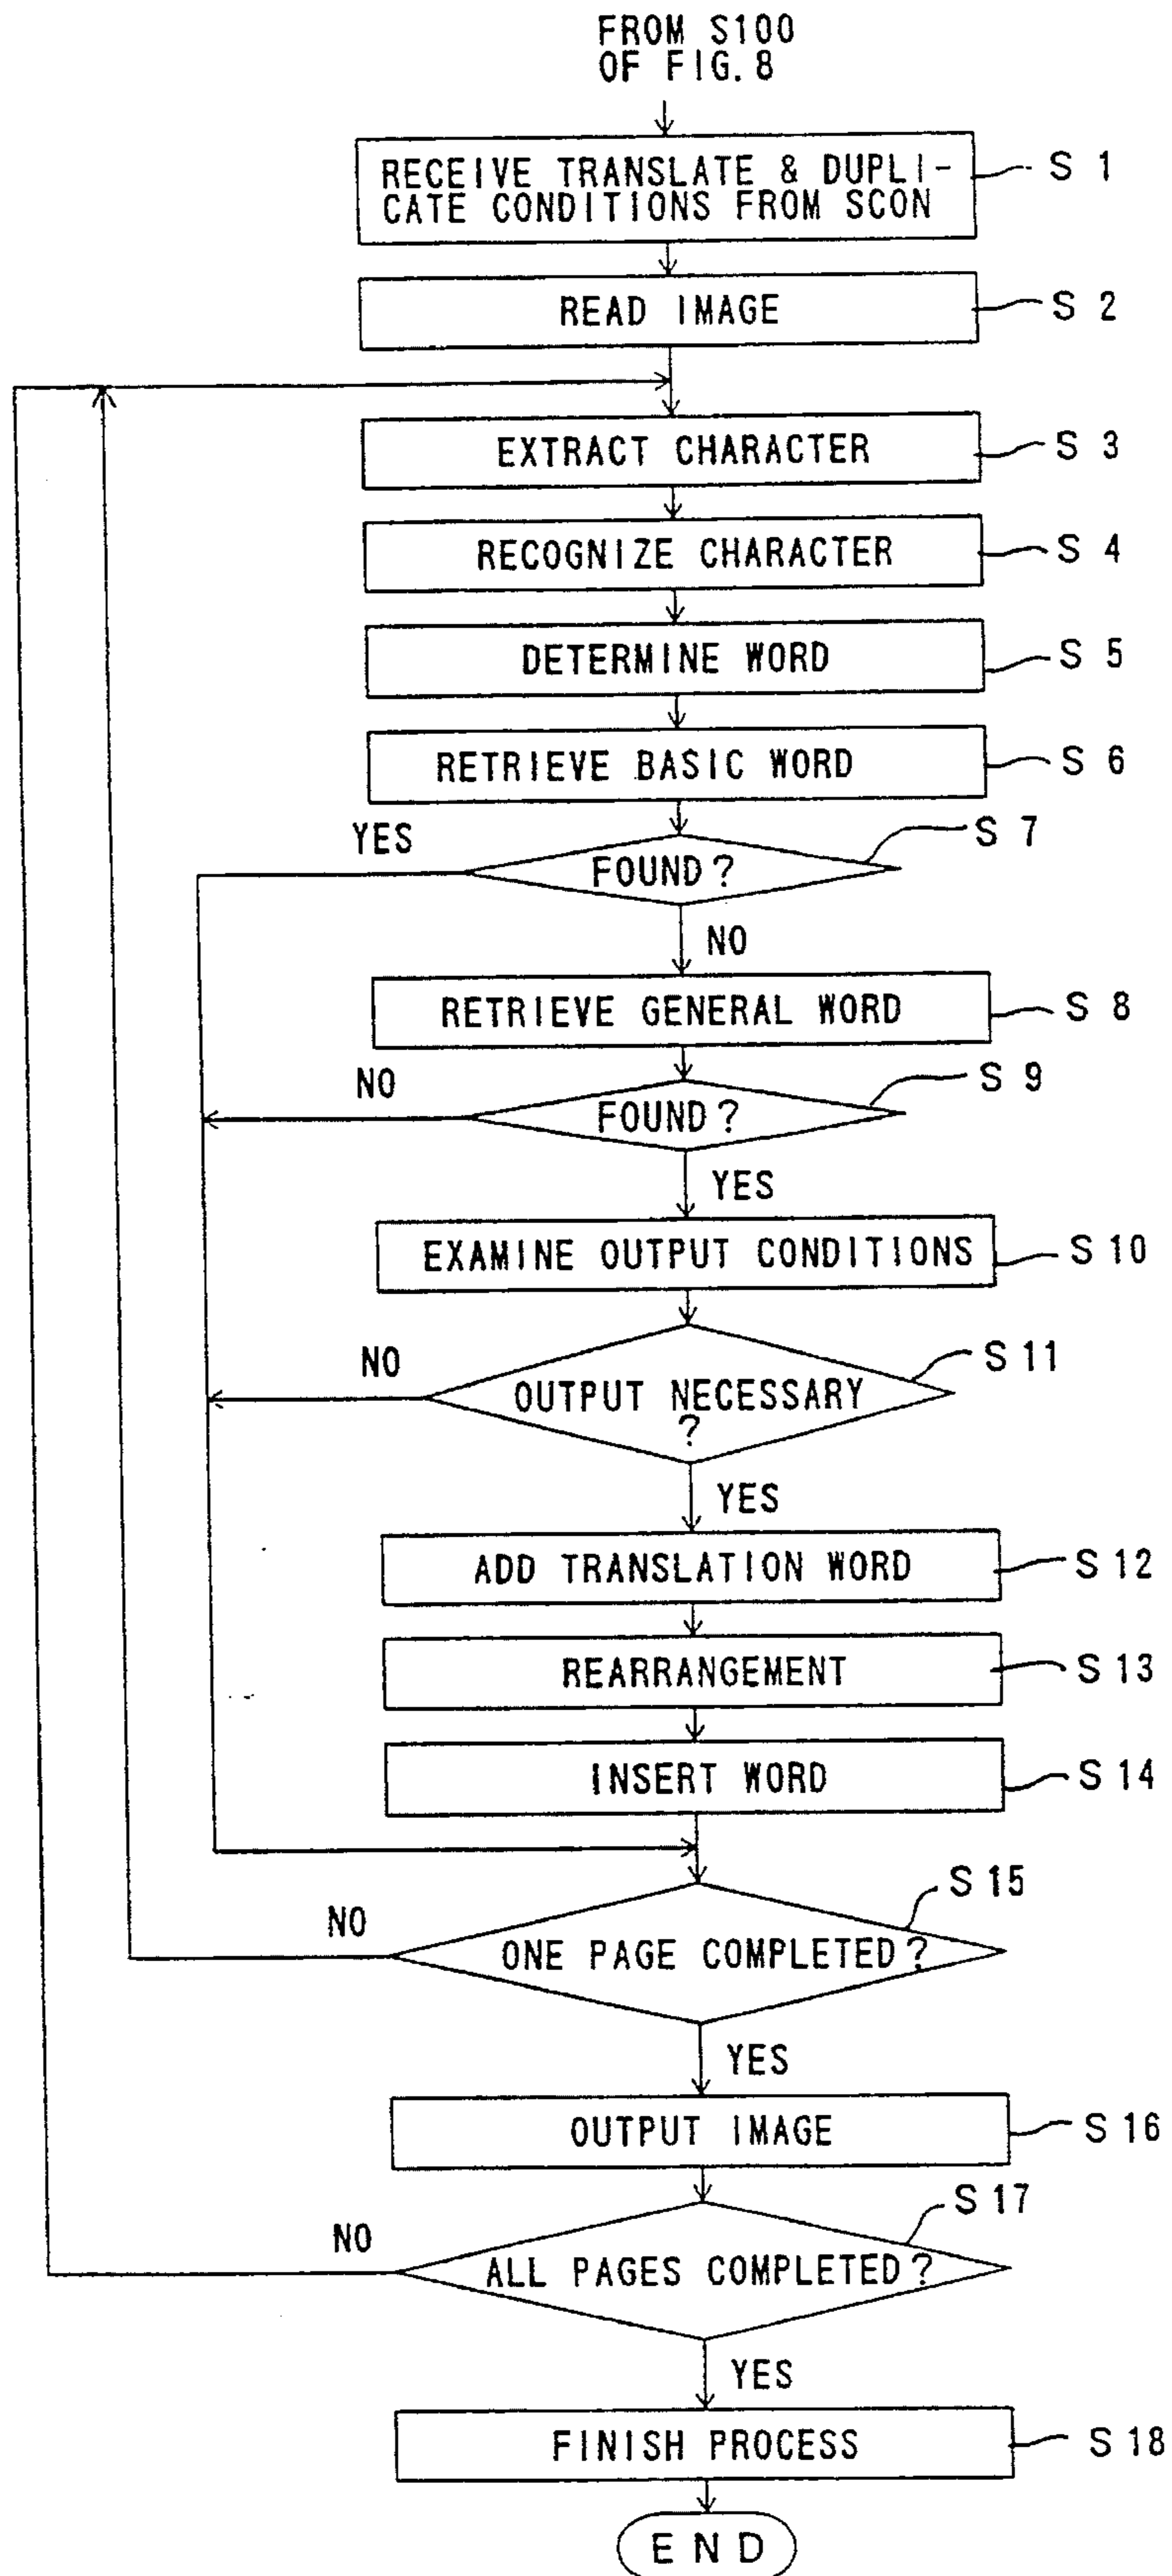 FROM S100
OF FIG. 8
RECEIVE TRANSLATE & DUPLI-
CATE CONDITIONS FROM SCON
S 1
READ IMAGE
S 2
EXTRACT CHARACTER
S 3
RECOGNIZE CHARACTER
S 4
DETERMINE WORD
S 5
RETRIEVE BASIC WORD
S 6
YES
FOUND?
S 7
NO
RETRIEVE GENERAL WORD
S 8
NO
FOUND?
S 9
YES
EXAMINE OUTPUT CONDITIONS
S 10
NO
OUTPUT NECESSARY
?
S 11
YES
ADD TRANSLATION WORD
S 12
REARRANGEMENT
S 13
INSERT WORD
S 14
NO
ONE PAGE COMPLETED?
S 15
YES
OUTPUT IMAGE
S 16
NO
ALL PAGES COMPLETED?
S 17
YES
FINISH PROCESS
S 18
END